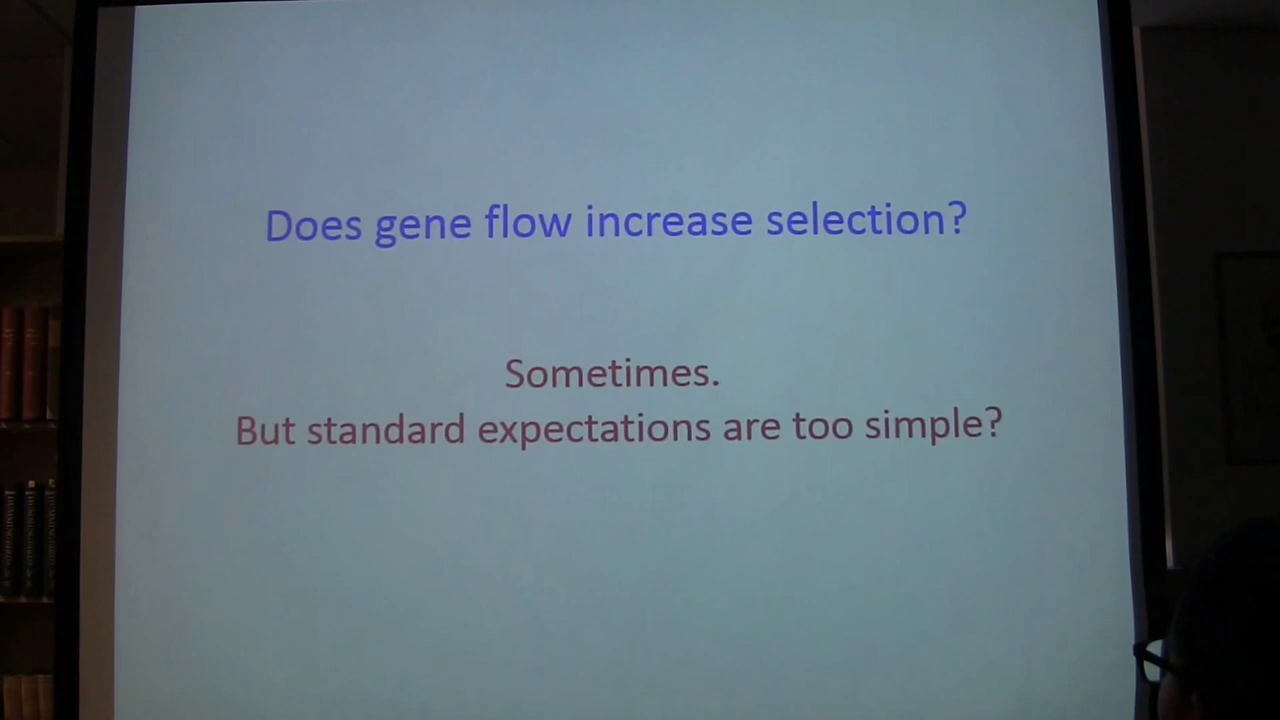 Does gene flow increase selection?
Sometimes.
But standard expectations are too simple?